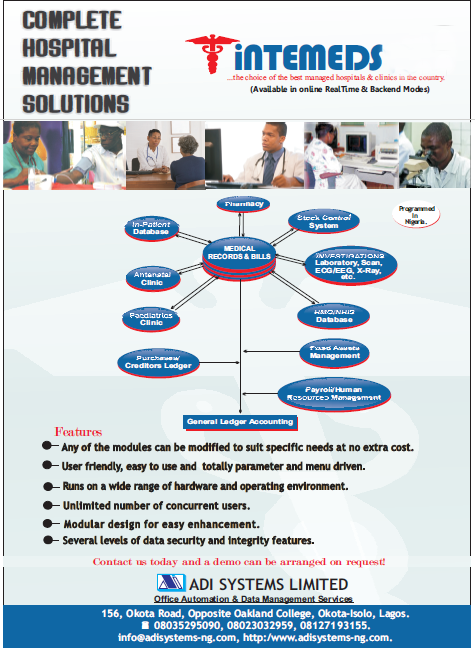 COMPLETE
HOSPITAL
MANAGEMENT
SOLUTIONS
iNTEMEDS
...the choice of the best managed hospitals & clinics in the country.
(Available in online RealTime & Backend Modes)
Pharmacy
In-Patient
Database
Stock Control
System
Programmed
In
Nigeria.
MEDICAL
RECORDS & BILLS
INVESTIGATIONS
Laboratory, Scan,
ECG/EEG, X-Ray,
etc.
Antenatal
Clinic
Paediatrics
Clinic
HMO/NHIS
Database
Purchases/
Creditors Ledger
Fixed Assets
Management
Payroll/Human
Resources Management
General Ledger Accounting
Features
Any of the modules can be modified to suit specific needs at no extra cost.
User friendly, easy to use and totally parameter and menu driven.
Runs on a wide range of hardware and operating environment.
Unlimited number of concurrent users.
Modular design for easy enhancement.
Several levels of data security and integrity features.
Contact us today and a demo can be arranged on request!
ADI SYSTEMS LIMITED
Office Automation & Data Management Services
156, Okota Road, Opposite Oakland College, Okota-Isolo, Lagos.
☎ 08035295090, 08023032959, 08127193155.
info@adisystems-ng.com, http:/www.adisystems-ng.com.